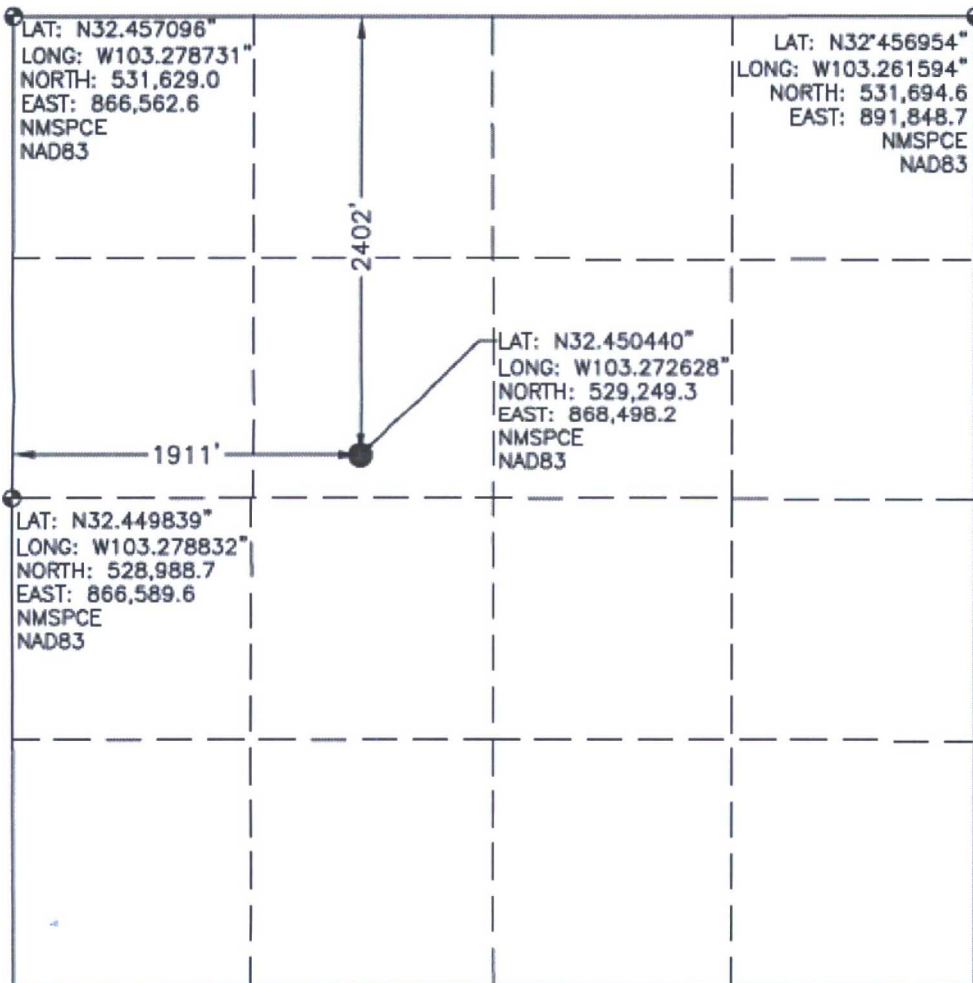 LAT: N32.457096"
LONG: W103.278731"
NORTH: 531,629.0
EAST: 866,562.6
NMSPCE
NAD83
LAT: N32°456954"
LONG: W103.261594"
NORTH: 531,694.6
EAST: 891,848.7
NMSPCE
NAD83
2402'
LAT: N32.450440"
LONG: W103.272628"
NORTH: 529,249.3
EAST: 868,498.2
NMSPCE
NAD83
1911'
LAT: N32.449839"
LONG: W103.278832"
NORTH: 528,988.7
EAST: 866,589.6
NMSPCE
NAD83